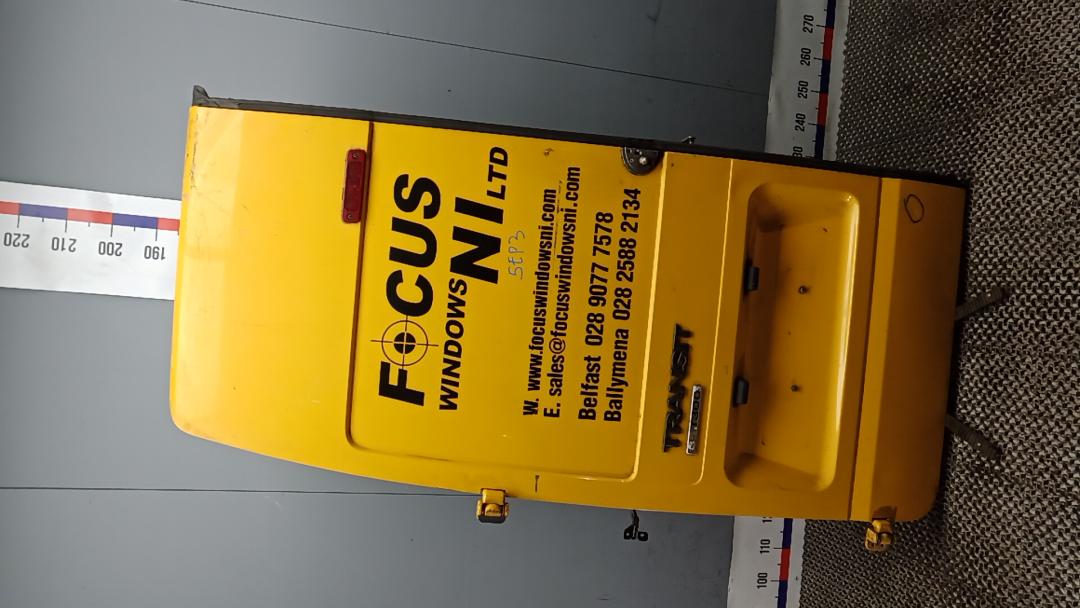 FOCUS
WINDOWS NI LTD
SEP3
W. www.focuswindowsni.com
E. sales@focuswindowsni.com
Belfast 028 9077 7578
Ballymena 028 2588 2134
TRANSIT
220
210
200
190
270
260
250
240
110
100